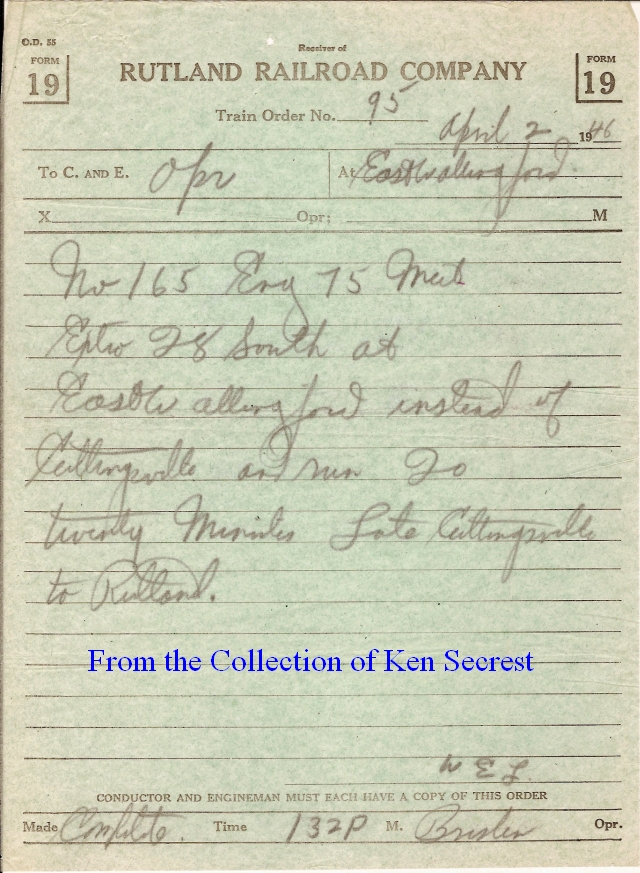 O.D. 55
Receiver of
FORM 19 RUTLAND RAILROAD COMPANY FORM 19
Train Order No. 95
April 2 1946
To C. AND E. Opr At East Wallingford
X Opr; M
No 165 Eng 75 Meet
Extra 28 South at
East Wallingford instead of
Cuttingsville and run 20
twenty Minutes Late Cuttingsville
to Rutland.
From the Collection of Ken Secrest
W E L.
CONDUCTOR AND ENGINEMAN MUST EACH HAVE A COPY OF THIS ORDER
Made Complete. Time 132P M. Opr.